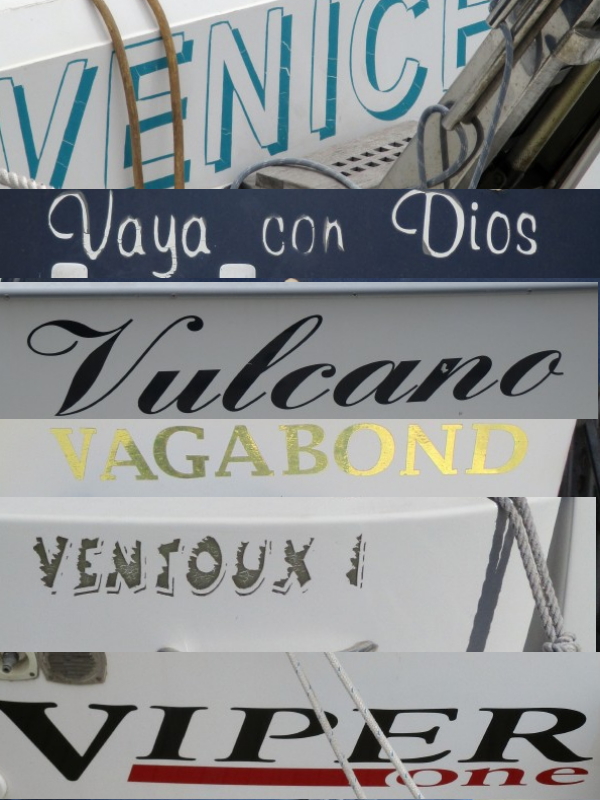 VENICE
Vaya con Dios
Vulcano
VAGABOND
VENTOUX I
VIPER
one